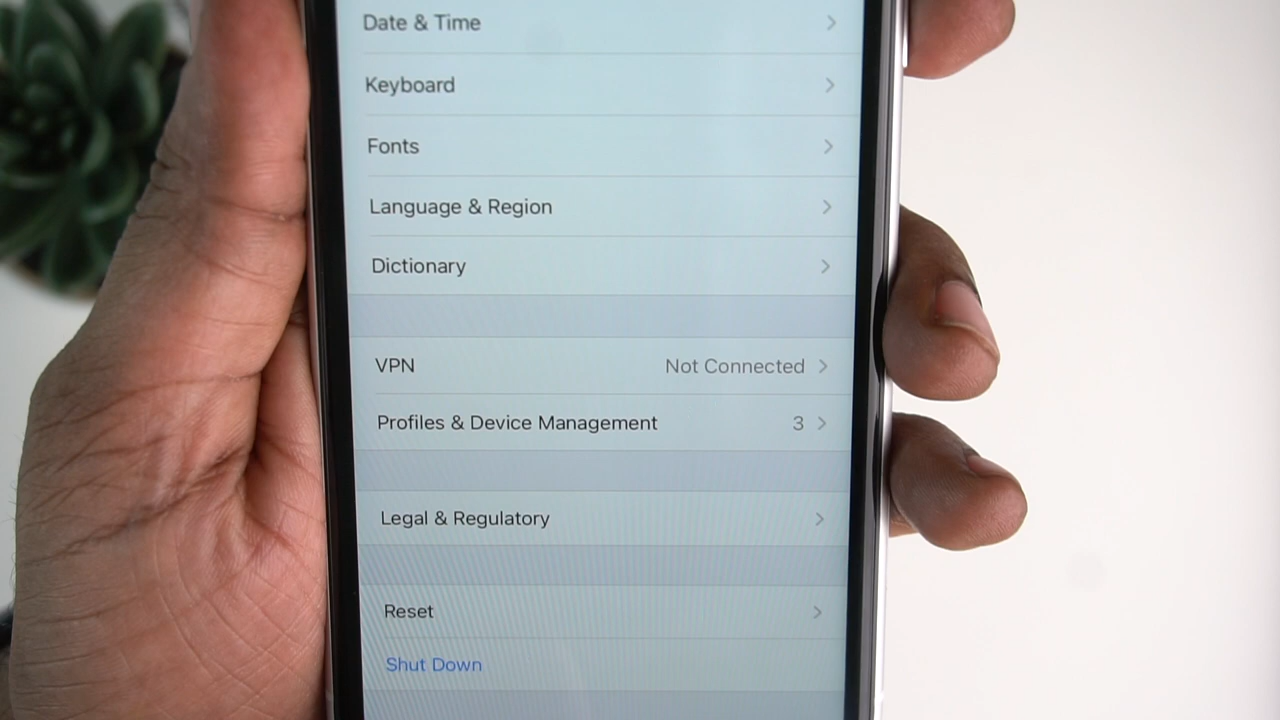 Date & Time
Keyboard
Fonts
Language & Region
Dictionary
VPN Not Connected
Profiles & Device Management 3
Legal & Regulatory
Reset
Shut Down